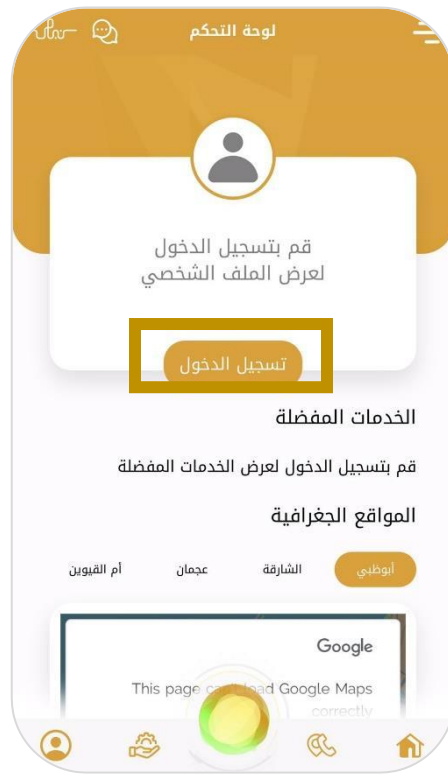 لوحة التحكم
قم بتسجيل الدخول
لعرض الملف الشخصي
تسجيل الدخول
الخدمات المفضلة
قم بتسجيل الدخول لعرض الخدمات المفضلة
المواقع الجغرافية
أبوظبي الشارقة عجمان أم القيوين
Google
This page can't load Google Maps
correctly